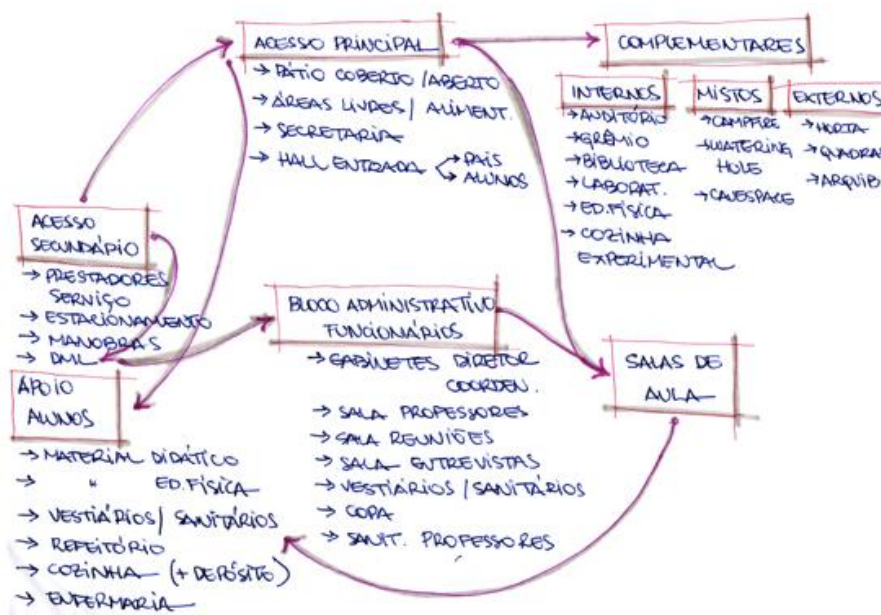 ACESSO PRINCIPAL
→ PÁTIO COBERTO / ABERTO
→ ÁREAS LIVRES / ALIMENT.
→ SECRETARIA
→ HALL ENTRADA → PAIS
→ ALUNOS
COMPLEMENTARES
INTERNOS
→ AUDITÓRIO
→ GRÊMIO
→ BIBLIOTECA
→ LABORAT.
→ ED. FÍSICA
→ COZINHA
EXPERIMENTAL
MISTOS
→ CAMPFIRE
→ WATERING
HOLE
→ CAVESPACE
EXTERNOS
→ HORTA
→ QUADRA
→ ARQUIB
ACESSO
SECUNDÁRIO
→ PRESTADORES
SERVIÇO
→ ESTACIONAMENTO
→ MANOBRAS
→ DML
BLOCO ADMINISTRATIVO
FUNCIONÁRIOS
→ GABINETES DIRETOR
COORDEN.
→ SALA PROFESSORES
→ SALA REUNIÕES
→ SALA ENTREVISTAS
→ VESTIÁRIOS / SANITÁRIOS
→ COPA
→ SANIT. PROFESSORES
SALAS DE
AULA
APOIO
ALUNOS
→ MATERIAL DIDÁTICO
→ " ED. FÍSICA
→ VESTIÁRIOS / SANITÁRIOS
→ REFEITÓRIO
→ COZINHA (+ DEPÓSITO)
→ ENFERMARIA